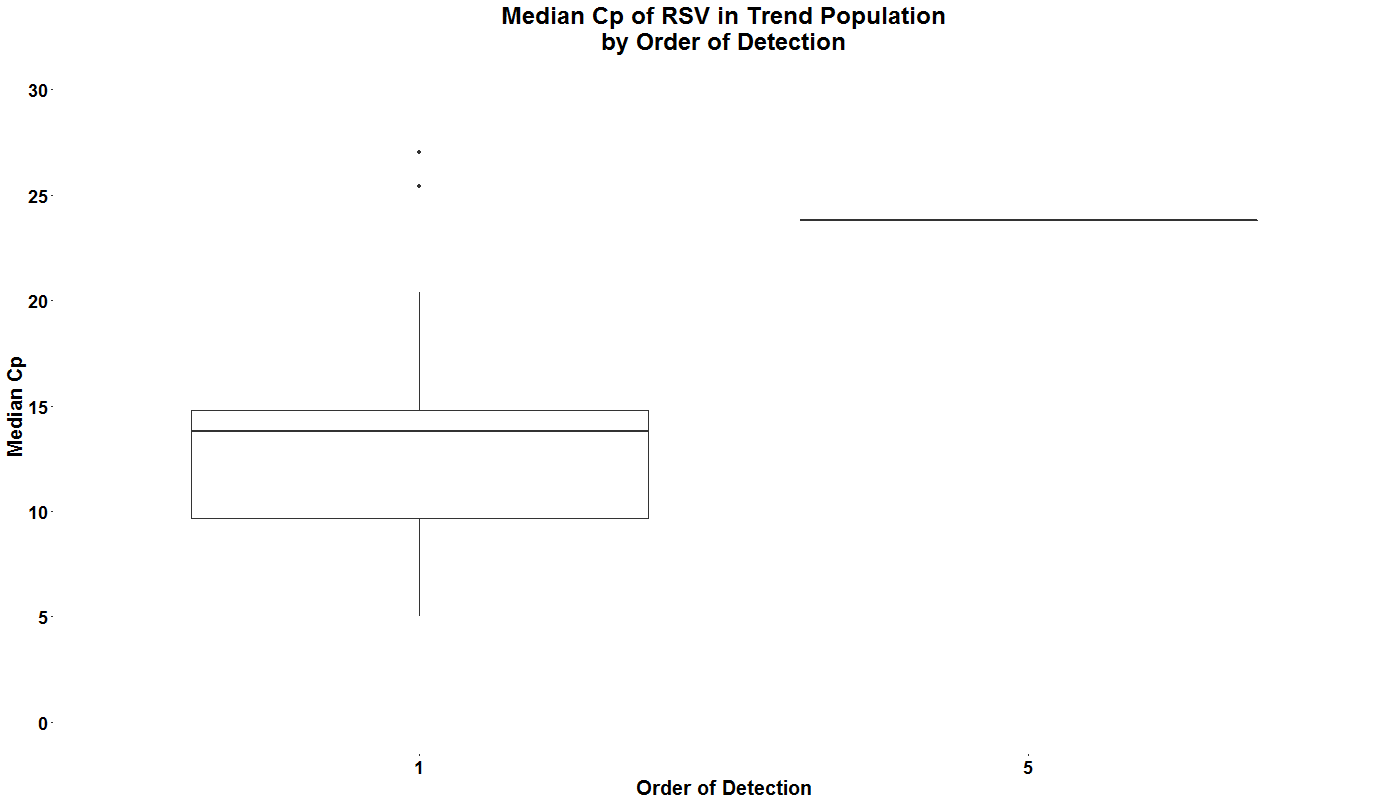 Median Cp of RSV in Trend Population
by Order of Detection
30
25
20
15
10
5
0
Median Cp
1
5
Order of Detection